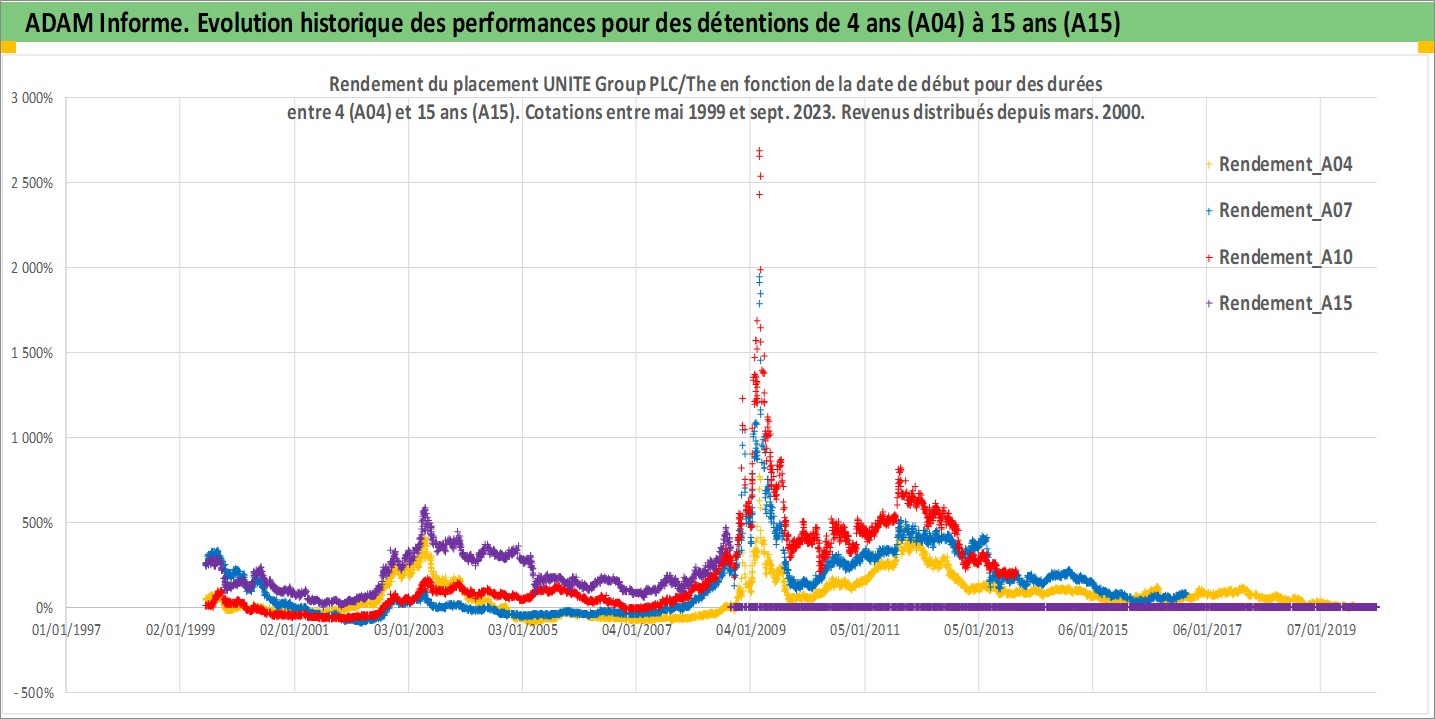 ADAM Informe. Evolution historique des performances pour des détentions de 4 ans (A04) à 15 ans (A15)
Rendement du placement UNITE Group PLC/The en fonction de la date de début pour des durées
entre 4 (A04) et 15 ans (A15). Cotations entre mai 1999 et sept. 2023. Revenus distribués depuis mars. 2000.
3 000%
2 500%
2 000%
1 500%
1 000%
500%
0%
-500%
Rendement_A04
Rendement_A07
Rendement_A10
Rendement_A15
01/01/1997 02/01/1999 02/01/2001 03/01/2003 03/01/2005 04/01/2007 04/01/2009 05/01/2011 05/01/2013 06/01/2015 06/01/2017 07/01/2019